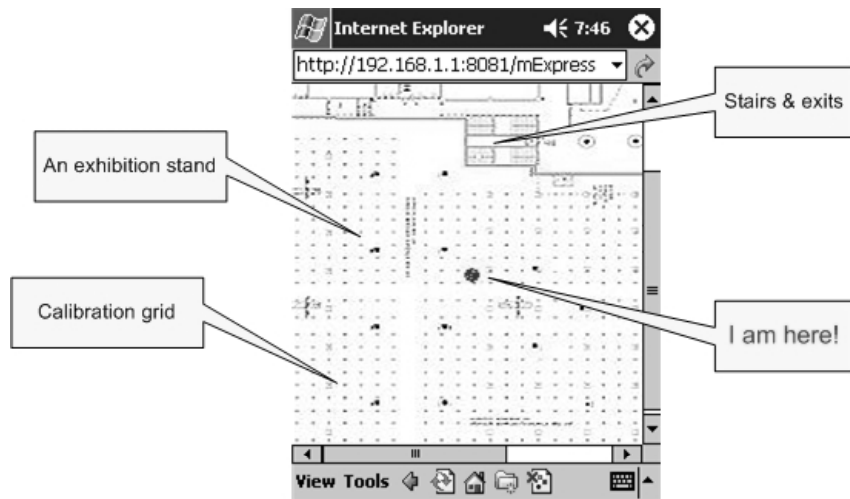 Internet Explorer 7:46
http://192.168.1.1:8081/mExpress
Stairs & exits
An exhibition stand
Calibration grid
I am here!
View Tools